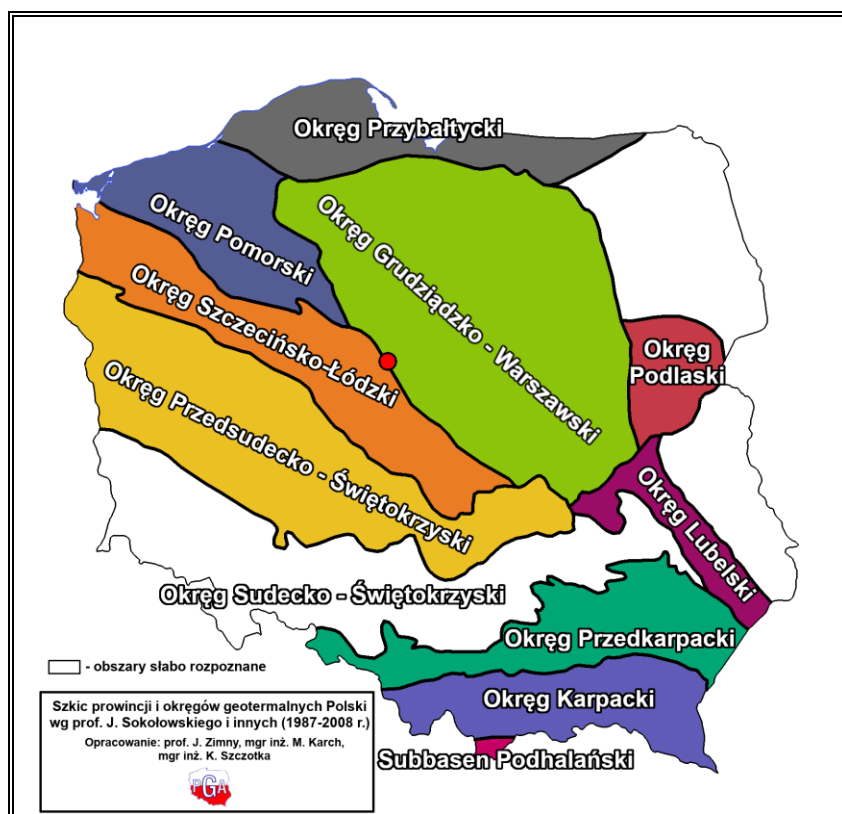 Okręg Przybałtycki
Okręg Pomorski
Okręg Grudziądzko - Warszawski
Okręg Szczecińsko-Łódzki
Okręg
Podlaski
Okręg Przedsudecko - Świętokrzyski
Okręg Lubelski
Okręg Sudecko - Świętokrzyski
Okręg Przedkarpacki
- obszary słabo rozpoznane
Okręg Karpacki
Subbasen Podhalański
Szkic prowincji i okręgów geotermalnych Polski
wg prof. J. Sokołowskiego i innych (1987-2008 r.)
Opracowanie: prof. J. Zimny, mgr inż. M. Karch,
mgr inż. K. Szczotka
PGA